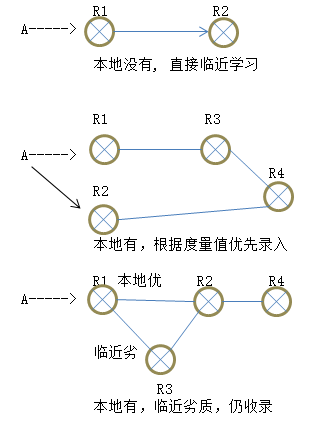 R1 R2
A----->
本地没有, 直接临近学习
R1 R3
A----->
R4
R2
本地有，根据度量值优先录入
R1 本地优 R2 R4
A----->
临近劣
R3
本地有，临近劣质，仍收录